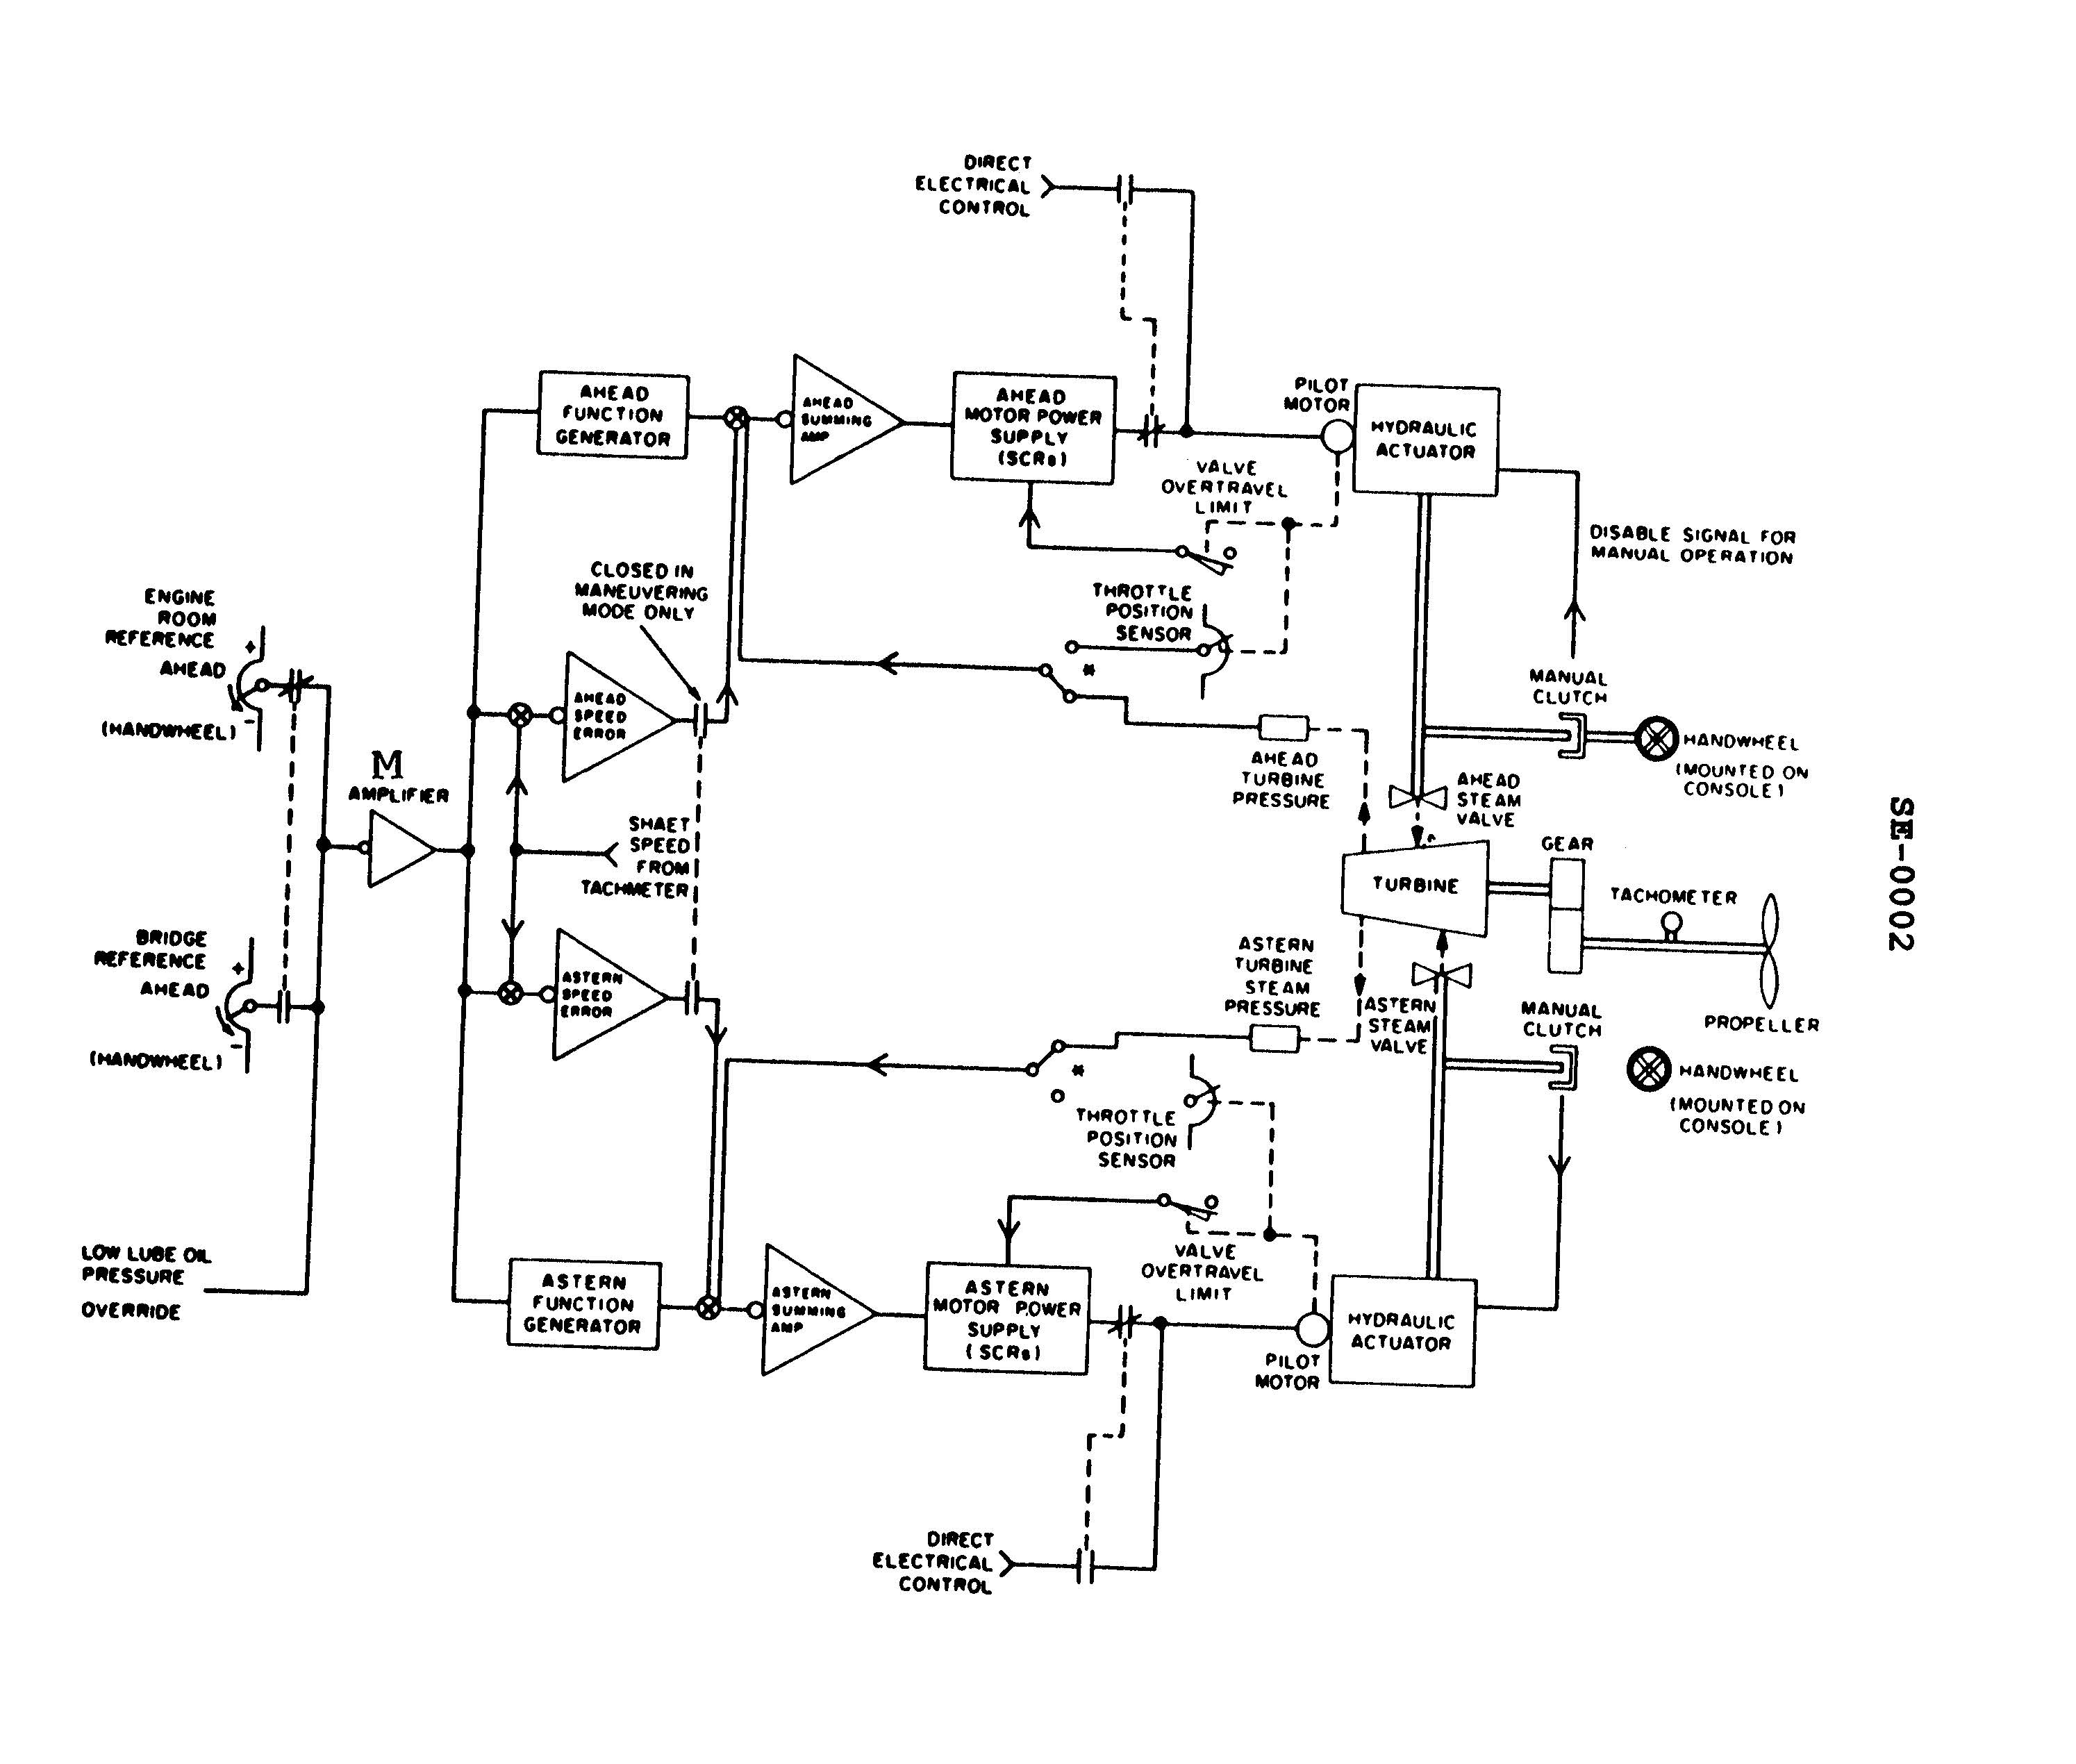 DIRECT
ELECTRICAL
CONTROL
AHEAD
FUNCTION
GENERATOR
AHEAD
SUMMING
AMP
AHEAD
MOTOR POWER
SUPPLY
(SCRs)
PILOT
MOTOR
HYDRAULIC
ACTUATOR
VALVE
OVERTRAVEL
LIMIT
DISABLE SIGNAL FOR
MANUAL OPERATION
CLOSED IN
MANEUVERING
MODE ONLY
THROTTLE
POSITION
SENSOR
*
ENGINE
ROOM
REFERENCE
AHEAD
+
-
(HANDWHEEL)
AHEAD
SPEED
ERROR
MANUAL
CLUTCH
HANDWHEEL
(MOUNTED ON
CONSOLE)
AHEAD
TURBINE
PRESSURE
AHEAD
STEAM
VALVE
M
AMPLIFIER
SHAET
SPEED
FROM
TACHMETER
TURBINE
GEAR
TACHOMETER
PROPELLER
SE-0002
BRIDGE
REFERENCE
AHEAD
+
-
(HANDWHEEL)
ASTERN
SPEED
ERROR
ASTERN
TURBINE
STEAM
PRESSURE
ASTERN
STEAM
VALVE
MANUAL
CLUTCH
HANDWHEEL
(MOUNTED ON
CONSOLE)
*
THROTTLE
POSITION
SENSOR
LOW LUBE OIL
PRESSURE
OVERRIDE
ASTERN
FUNCTION
GENERATOR
ASTERN
SUMMING
AMP
ASTERN
MOTOR POWER
SUPPLY
(SCRs)
VALVE
OVERTRAVEL
LIMIT
PILOT
MOTOR
HYDRAULIC
ACTUATOR
DIRECT
ELECTRICAL
CONTROL